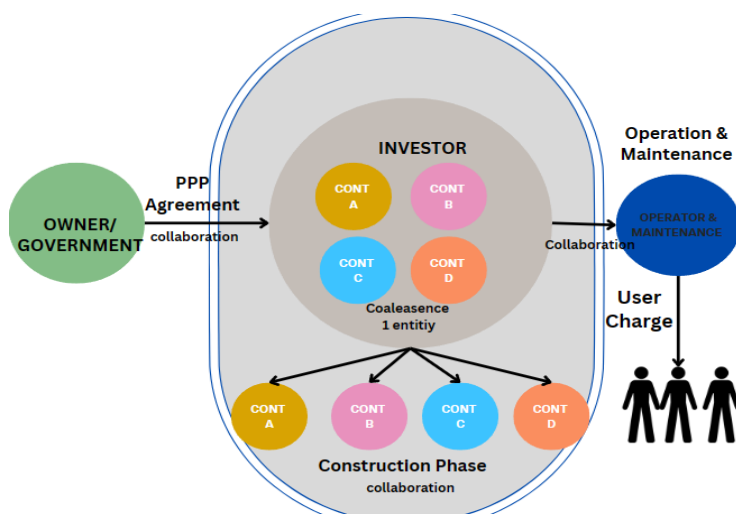 OWNER/
GOVERNMENT
PPP
Agreement
collaboration
INVESTOR
CONT
A
CONT
B
CONT
C
CONT
D
Coaleasence
1 entitiy
Collaboration
Operation &
Maintenance
OPERATOR &
MAINTENANCE
User
Charge
CONT
A
CONT
B
CONT
C
CONT
D
Construction Phase
collaboration